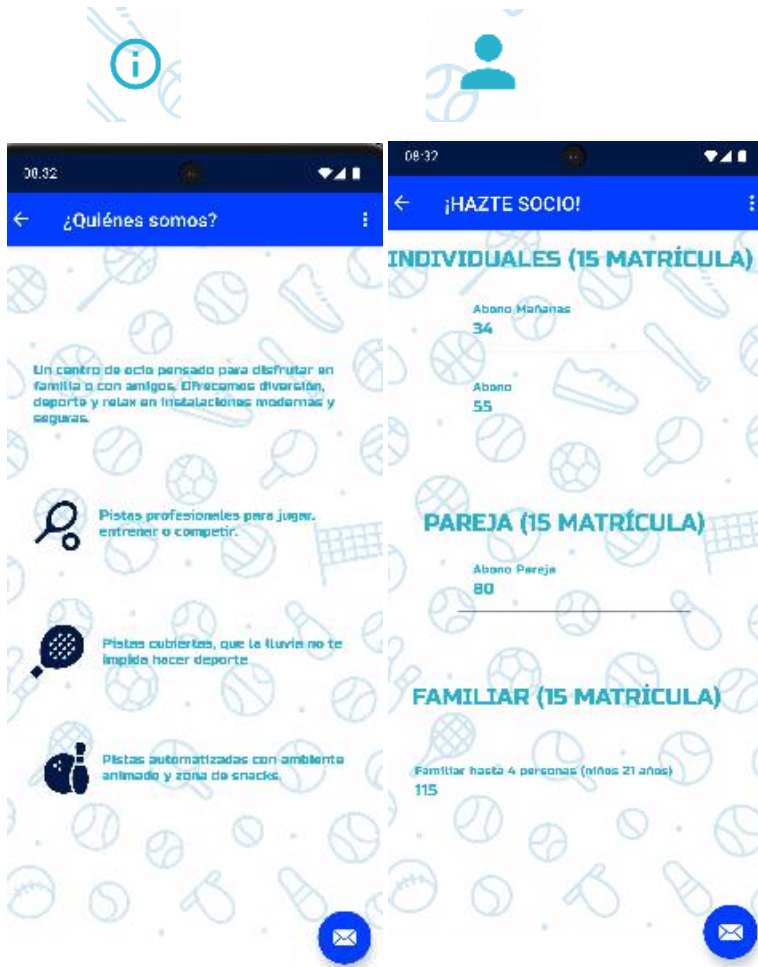 08:32
¿Quiénes somos?
Un centro de ocio pensado para disfrutar en
familia o con amigos. Ofrecemos diversión,
deporte y relax en instalaciones modernas y
seguras.
Pistas profesionales para jugar,
entrenar o competir.
Pistas cubiertas, que la lluvia no te
impida hacer deporte
Pistas automatizadas con ambiente
animado y zona de snacks.
08:32
¡HAZTE SOCIO!
INDIVIDUALES (15 MATRÍCULA)
Abono Mañanas
34
Abono
55
PAREJA (15 MATRÍCULA)
Abono Pareja
80
FAMILIAR (15 MATRÍCULA)
Familiar hasta 4 personas (niños 21 años)
115